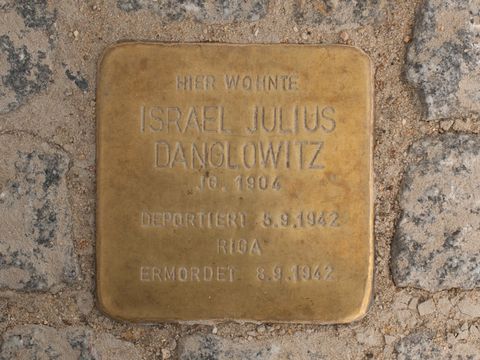 HIER WOHNTE
ISRAEL JULIUS
DANGLOWITZ
JG. 1904
DEPORTIERT 5.9.1942
RIGA
ERMORDET 8.9.1942